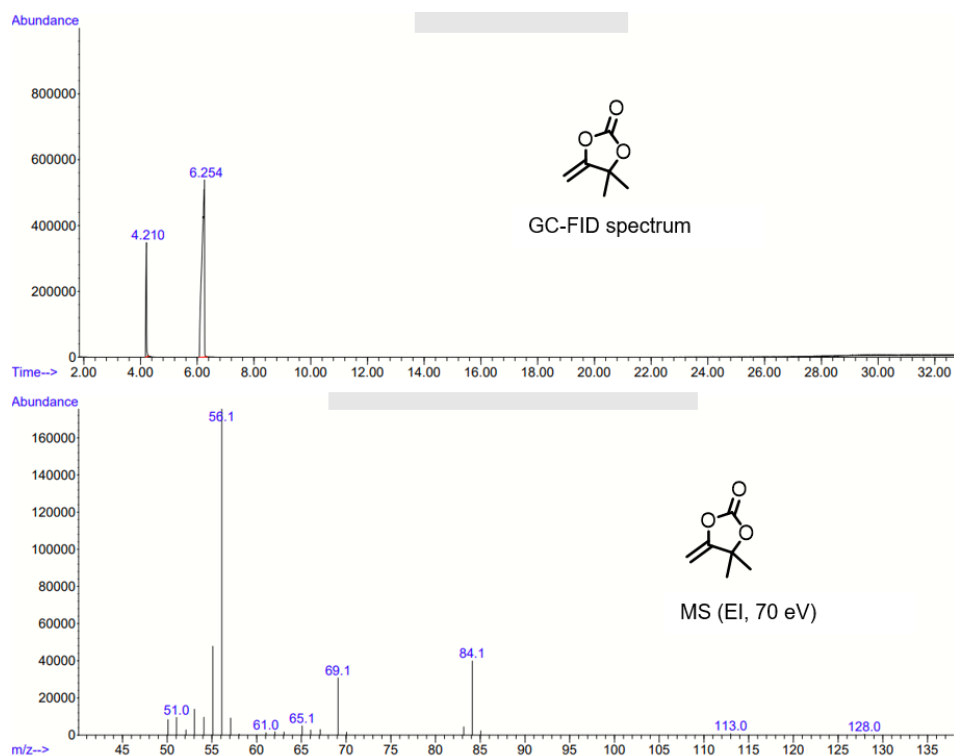 Abundance
800000
600000
400000
200000
0
6.254
4.210
O
O
O
GC-FID spectrum
Time--> 2.00 4.00 6.00 8.00 10.00 12.00 14.00 16.00 18.00 20.00 22.00 24.00 26.00 28.00 30.00 32.00
Abundance
160000
140000
120000
100000
80000
60000
40000
20000
0
56.1
O
O
O
MS (EI, 70 eV)
84.1
69.1
51.0
61.0
65.1
113.0
128.0
m/z--> 45 50 55 60 65 70 75 80 85 90 95 100 105 110 115 120 125 130 135